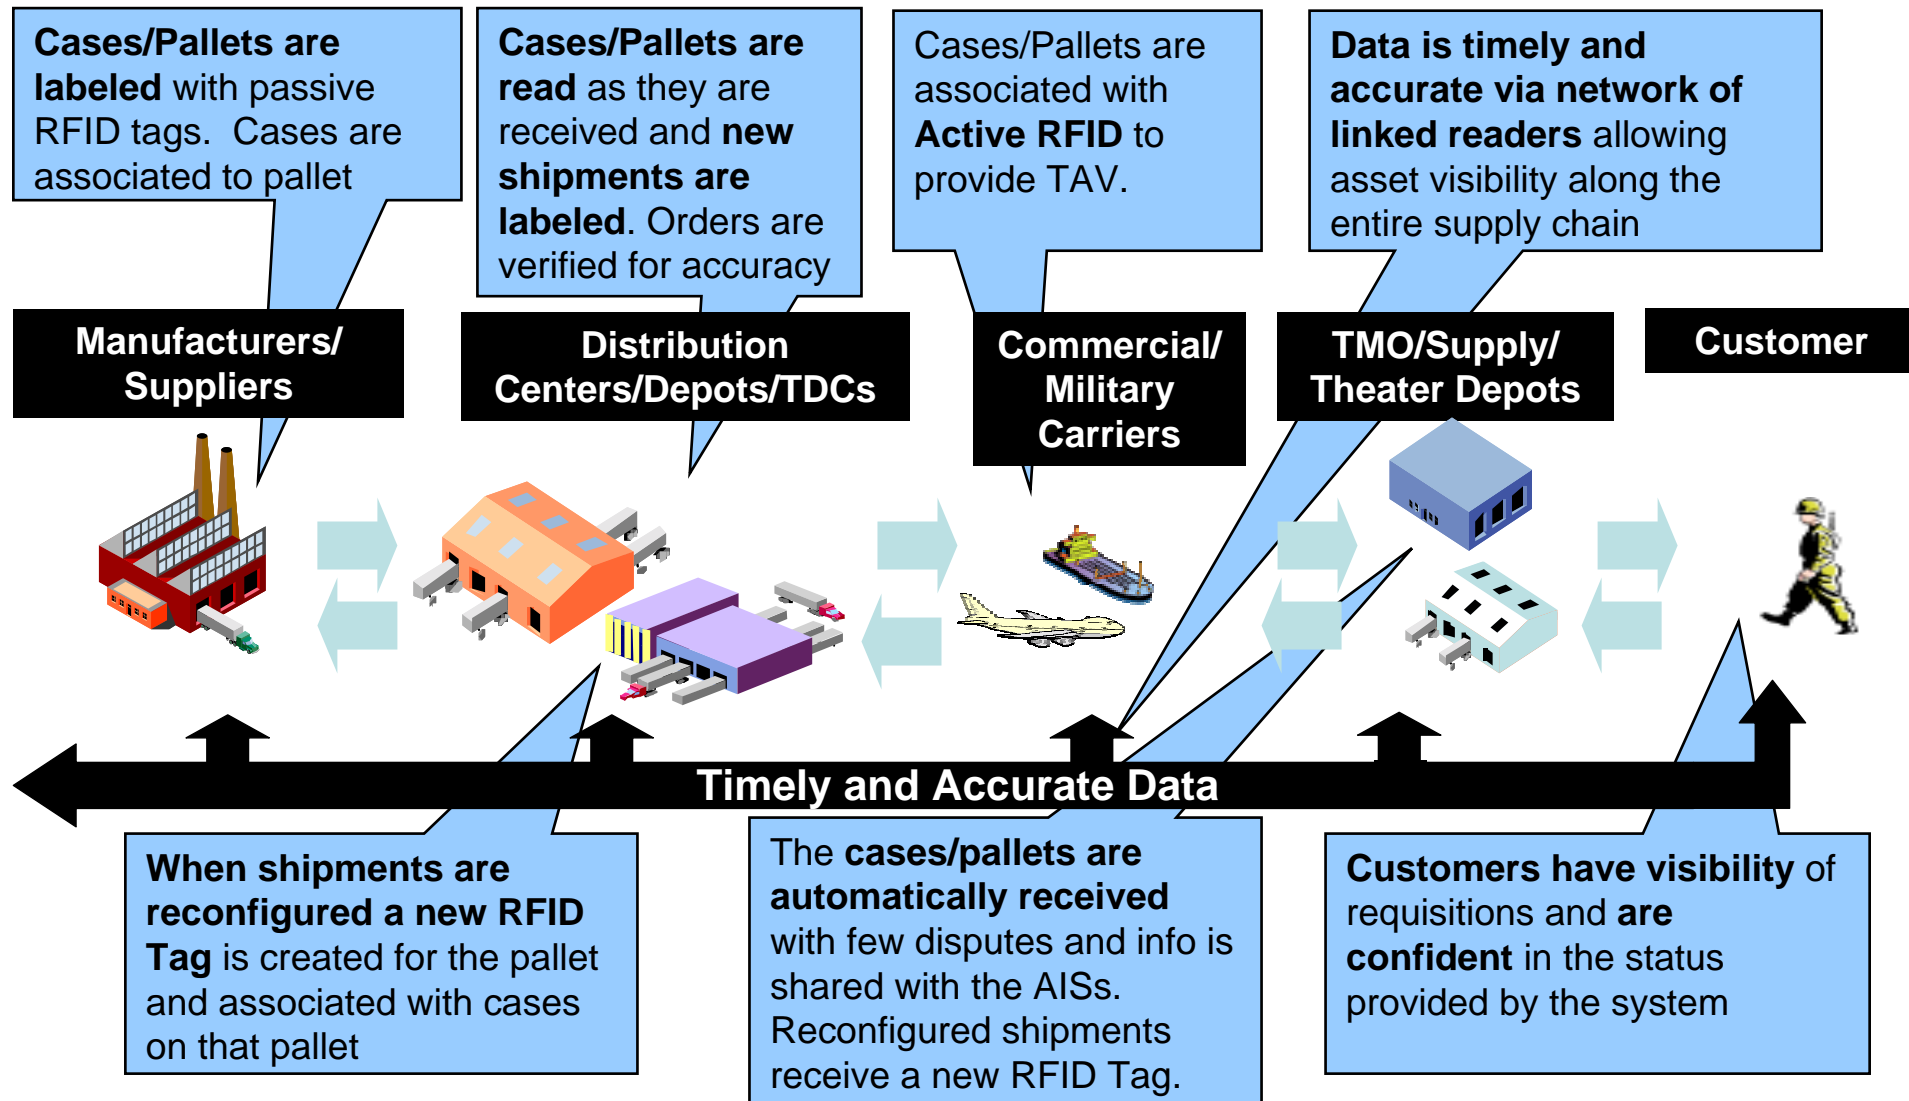 Cases/Pallets are
labeled with passive
RFID tags.  Cases are
associated to pallet
Cases/Pallets are
read as they are
received and new
shipments are
labeled. Orders are
verified for accuracy
Cases/Pallets are
associated with
Active RFID to
provide TAV.
Data is timely and
accurate via network of
linked readers allowing
asset visibility along the
entire supply chain
Manufacturers/
Suppliers
Distribution
Centers/Depots/TDCs
Commercial/
Military
Carriers
TMO/Supply/
Theater Depots
Customer
Timely and Accurate Data
When shipments are
reconfigured a new RFID
Tag is created for the pallet
and associated with cases
on that pallet
The cases/pallets are
automatically received
with few disputes and info is
shared with the AISs.
Reconfigured shipments
receive a new RFID Tag.
Customers have visibility of
requisitions and are
confident in the status
provided by the system